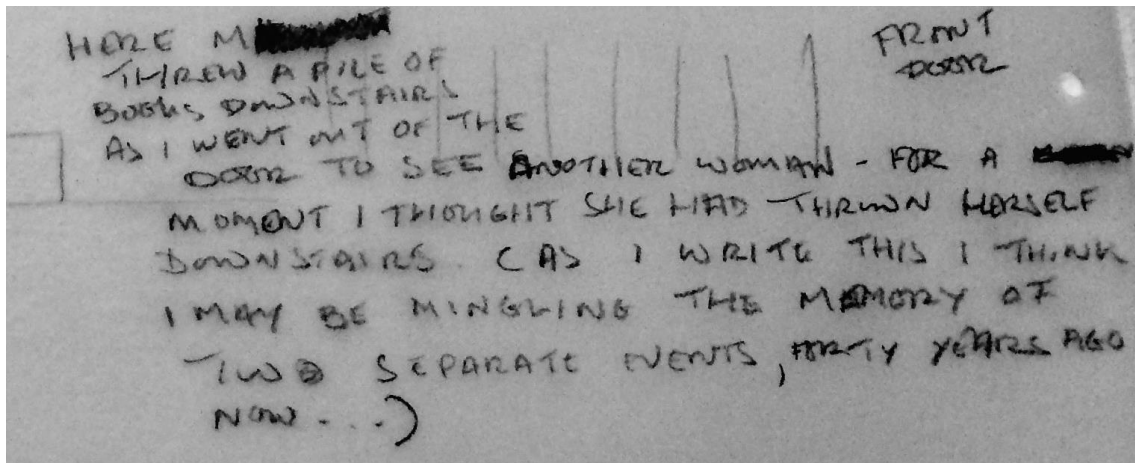 HERE M
THREW A PILE OF
BOOKS DOWNSTAIRS
AS I WENT OUT OF THE
DOOR TO SEE ANOTHER WOMAN - FOR A
MOMENT I THOUGHT SHE HAD THROWN HERSELF
DOWNSTAIRS. (AS I WRITE THIS I THINK
I MAY BE MINGLING THE MEMORY OF
TWO SEPARATE EVENTS, FORTY YEARS AGO
NOW...)
FRONT
DOOR